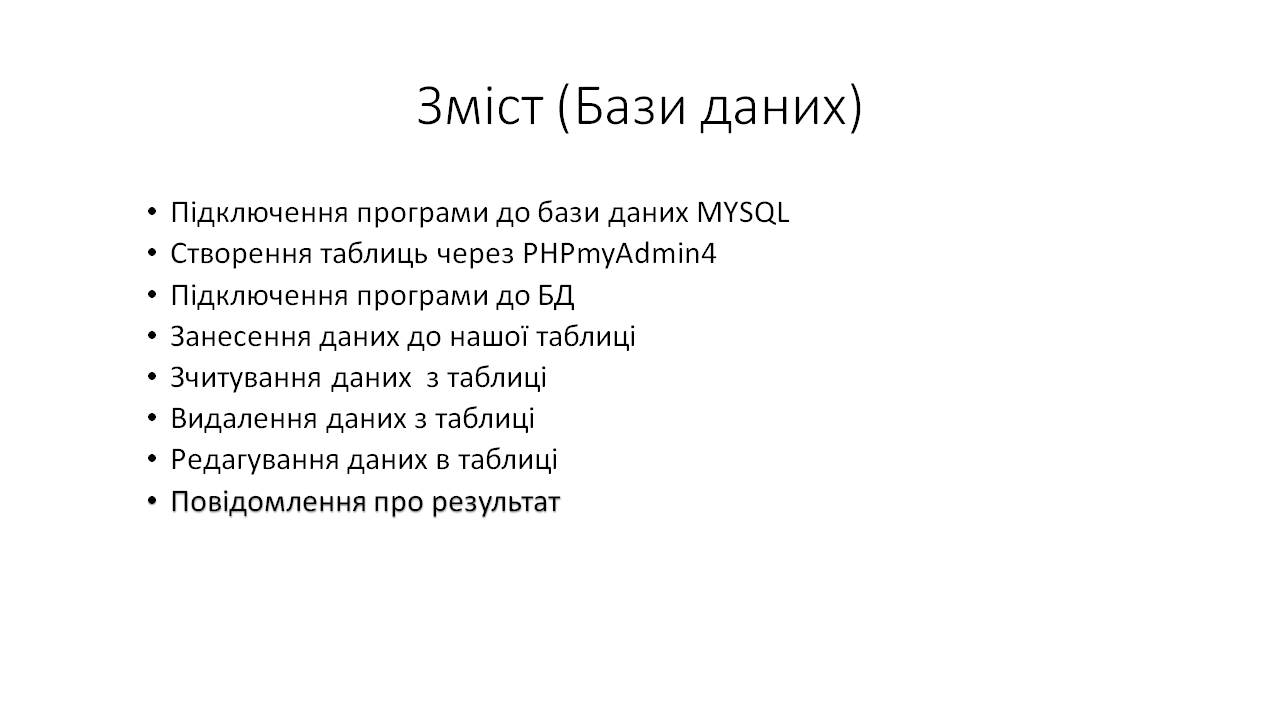 Зміст (Бази даних)
• Підключення програми до бази даних MYSQL
• Створення таблиць через PHPmyAdmin4
• Підключення програми до БД
• Занесення даних до нашої таблиці
• Зчитування даних  з таблиці
• Видалення даних з таблиці
• Редагування даних в таблиці
• Повідомлення про результат